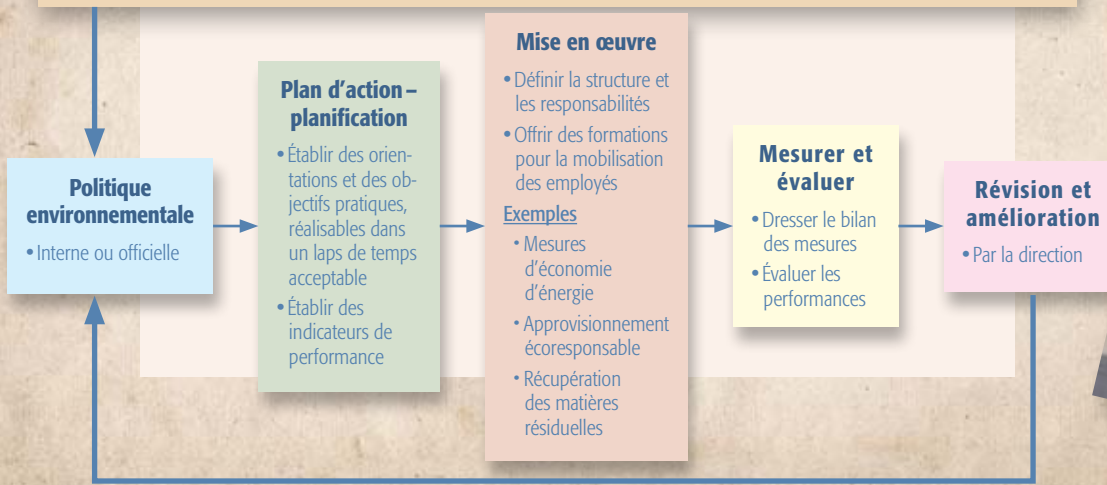 Politique
environnementale
• Interne ou officielle
Plan d'action –
planification
• Établir des orien-
tations et des ob-
jectifs pratiques,
réalisables dans
un laps de temps
acceptable
• Établir des
indicateurs de
performance
Mise en œuvre
• Définir la structure et
les responsabilités
• Offrir des formations
pour la mobilisation
des employés
Exemples
• Mesures
d'économie
d'énergie
• Approvisionnement
écoresponsable
• Récupération
des matières
résiduelles
Mesurer et
évaluer
• Dresser le bilan
des mesures
• Évaluer les
performances
Révision et
amélioration
• Par la direction